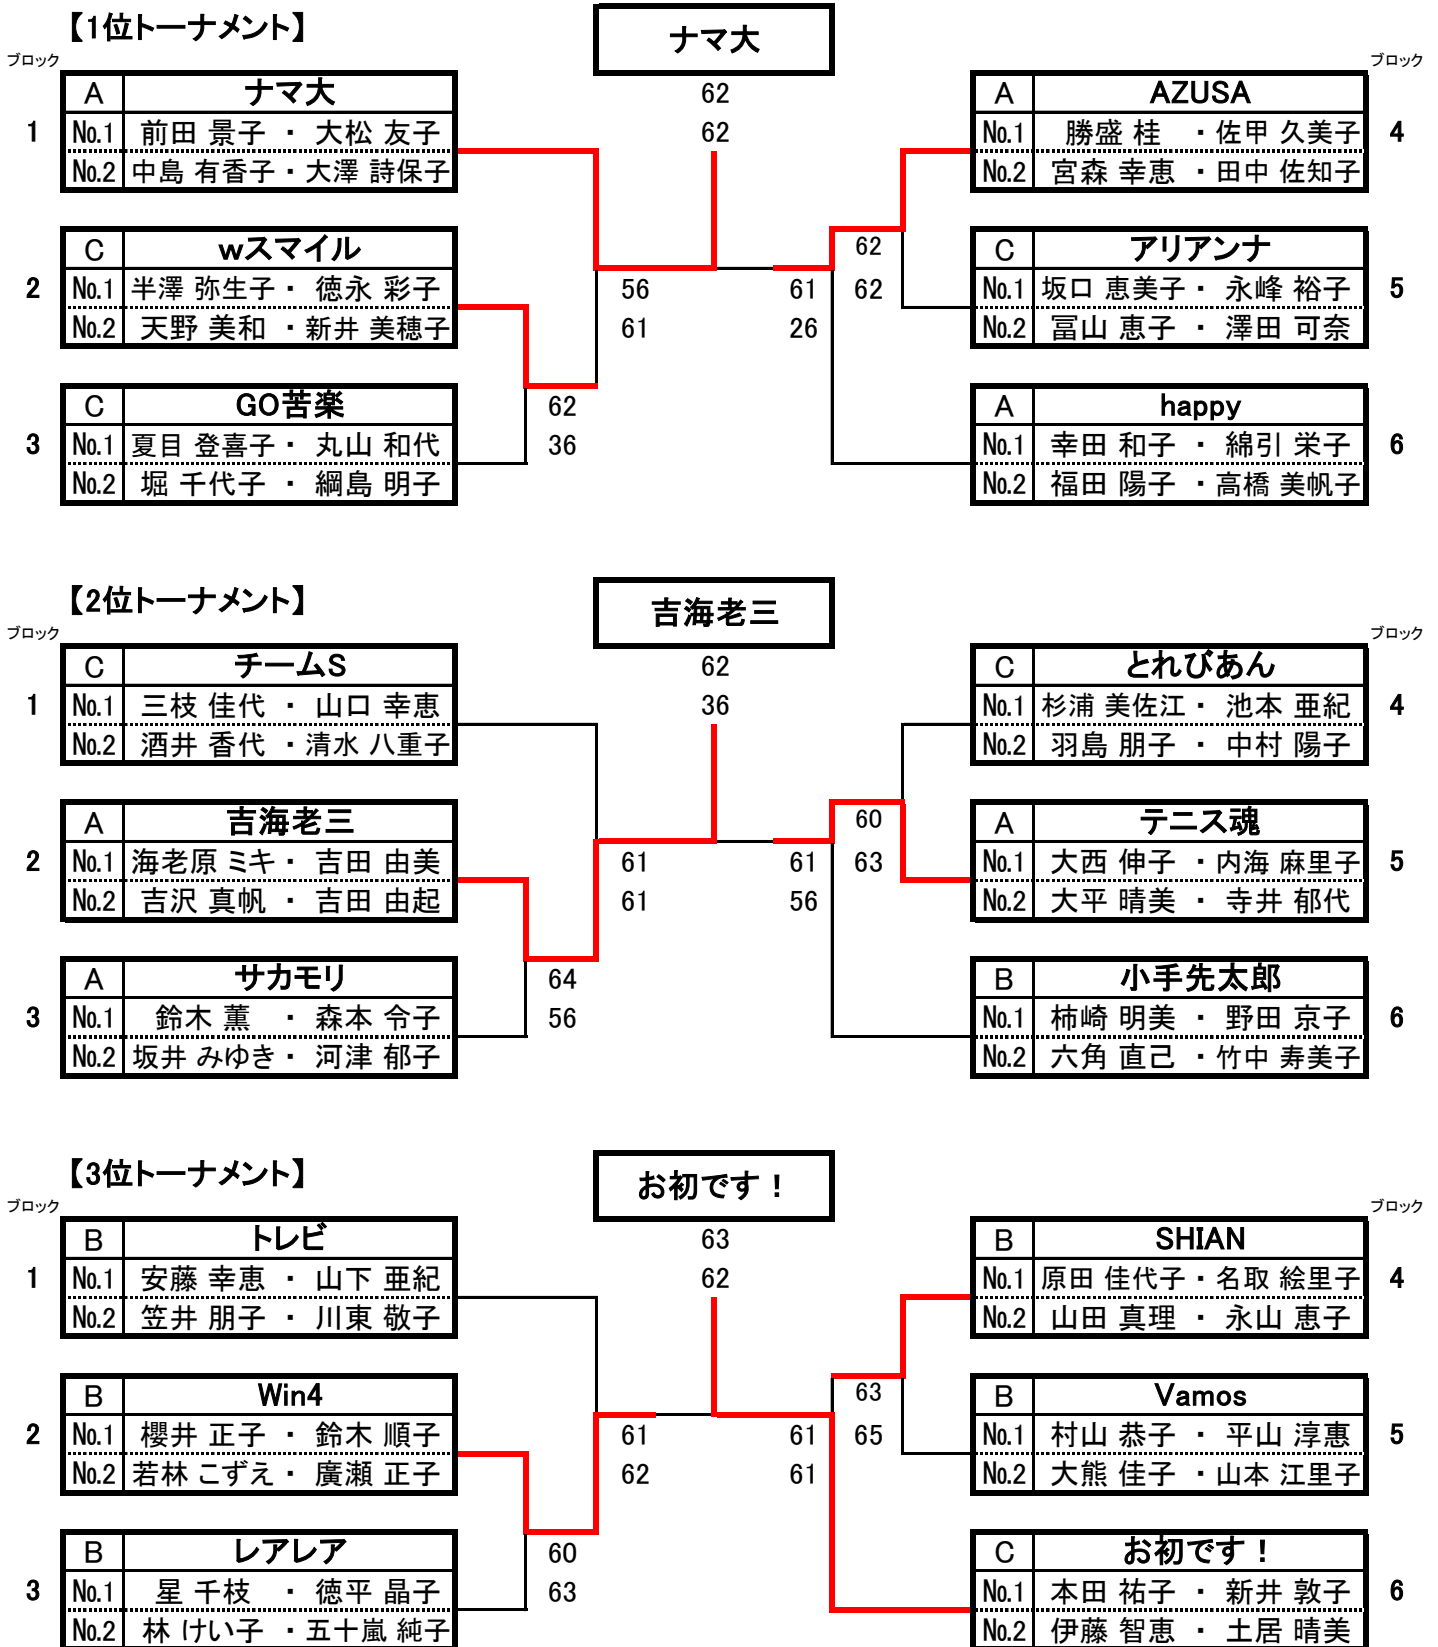 【1位トーナメント】
ナマ大
ブロック
ブロック
A ナマ大
1 No.1 前田 景子 ・ 大松 友子
No.2 中島 有香子 ・ 大澤 詩保子
62
62
A AZUSA
No.1 勝盛 桂 ・ 佐甲 久美子 4
No.2 宮森 幸恵 ・ 田中 佐知子
C wスマイル
2 No.1 半澤 弥生子 ・ 徳永 彩子
No.2 天野 美和 ・ 新井 美穂子
56
61
61
26
62
62
C アリアンナ
No.1 坂口 恵美子 ・ 永峰 裕子 5
No.2 冨山 恵子 ・ 澤田 可奈
C GO苦楽
3 No.1 夏目 登喜子 ・ 丸山 和代
No.2 堀 千代子 ・ 綱島 明子
62
36
A happy
No.1 幸田 和子 ・ 綿引 栄子 6
No.2 福田 陽子 ・ 高橋 美帆子
【2位トーナメント】
吉海老三
ブロック
ブロック
C チームS
1 No.1 三枝 佳代 ・ 山口 幸恵
No.2 酒井 香代 ・ 清水 八重子
62
36
C とれびあん
No.1 杉浦 美佐江 ・ 池本 亜紀 4
No.2 羽島 朋子 ・ 中村 陽子
A 吉海老三
2 No.1 海老原 ミキ ・ 吉田 由美
No.2 吉沢 真帆 ・ 吉田 由起
61
61
61
56
60
63
A テニス魂
No.1 大西 伸子 ・ 内海 麻里子 5
No.2 大平 晴美 ・ 寺井 郁代
A サカモリ
3 No.1 鈴木 薫 ・ 森本 令子
No.2 坂井 みゆき ・ 河津 郁子
64
56
B 小手先太郎
No.1 柿崎 明美 ・ 野田 京子 6
No.2 六角 直己 ・ 竹中 寿美子
【3位トーナメント】
お初です！
ブロック
ブロック
B トレビ
1 No.1 安藤 幸恵 ・ 山下 亜紀
No.2 笠井 朋子 ・ 川東 敬子
63
62
B SHIAN
No.1 原田 佳代子 ・ 名取 絵里子 4
No.2 山田 真理 ・ 永山 恵子
B Win4
2 No.1 櫻井 正子 ・ 鈴木 順子
No.2 若林 こずえ ・ 廣瀬 正子
61
62
61
61
63
65
B Vamos
No.1 村山 恭子 ・ 平山 淳惠 5
No.2 大熊 佳子 ・ 山本 江里子
B レアレア
3 No.1 星 千枝 ・ 徳平 晶子
No.2 林 けい子 ・ 五十嵐 純子
60
63
C お初です！
No.1 本田 祐子 ・ 新井 敦子 6
No.2 伊藤 智恵 ・ 土居 晴美